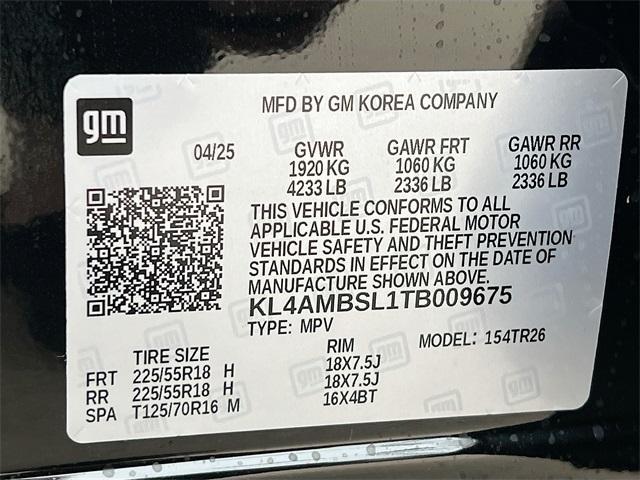 gm
MFD BY GM KOREA COMPANY
04/25 GVWR GAWR FRT GAWR RR
1920 KG 1060 KG 1060 KG
4233 LB 2336 LB 2336 LB
THIS VEHICLE CONFORMS TO ALL
APPLICABLE U.S. FEDERAL MOTOR
VEHICLE SAFETY AND THEFT PREVENTION
STANDARDS IN EFFECT ON THE DATE OF
MANUFACTURE SHOWN ABOVE.
KL4AMBSL1TB009675
TYPE: MPV MODEL: 154TR26
TIRE SIZE RIM
FRT 225/55R18 H 18X7.5J
RR 225/55R18 H 18X7.5J
SPA T125/70R16 M 16X4BT